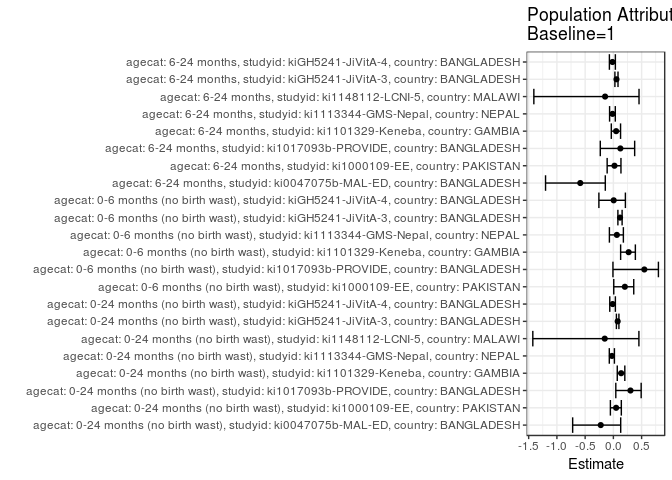 Population Attribut
Baseline=1
agecat: 6-24 months, studyid: kiGH5241-JiVitA-4, country: BANGLADESH
agecat: 6-24 months, studyid: kiGH5241-JiVitA-3, country: BANGLADESH
agecat: 6-24 months, studyid: ki1148112-LCNI-5, country: MALAWI
agecat: 6-24 months, studyid: ki1113344-GMS-Nepal, country: NEPAL
agecat: 6-24 months, studyid: ki1101329-Keneba, country: GAMBIA
agecat: 6-24 months, studyid: ki1017093b-PROVIDE, country: BANGLADESH
agecat: 6-24 months, studyid: ki1000109-EE, country: PAKISTAN
agecat: 6-24 months, studyid: ki0047075b-MAL-ED, country: BANGLADESH
agecat: 0-6 months (no birth wast), studyid: kiGH5241-JiVitA-4, country: BANGLADESH
agecat: 0-6 months (no birth wast), studyid: kiGH5241-JiVitA-3, country: BANGLADESH
agecat: 0-6 months (no birth wast), studyid: ki1113344-GMS-Nepal, country: NEPAL
agecat: 0-6 months (no birth wast), studyid: ki1101329-Keneba, country: GAMBIA
agecat: 0-6 months (no birth wast), studyid: ki1017093b-PROVIDE, country: BANGLADESH
agecat: 0-6 months (no birth wast), studyid: ki1000109-EE, country: PAKISTAN
agecat: 0-24 months (no birth wast), studyid: kiGH5241-JiVitA-4, country: BANGLADESH
agecat: 0-24 months (no birth wast), studyid: kiGH5241-JiVitA-3, country: BANGLADESH
agecat: 0-24 months (no birth wast), studyid: ki1148112-LCNI-5, country: MALAWI
agecat: 0-24 months (no birth wast), studyid: ki1113344-GMS-Nepal, country: NEPAL
agecat: 0-24 months (no birth wast), studyid: ki1101329-Keneba, country: GAMBIA
agecat: 0-24 months (no birth wast), studyid: ki1017093b-PROVIDE, country: BANGLADESH
agecat: 0-24 months (no birth wast), studyid: ki1000109-EE, country: PAKISTAN
agecat: 0-24 months (no birth wast), studyid: ki0047075b-MAL-ED, country: BANGLADESH
-1.5 -1.0 -0.5 0.0 0.5
Estimate